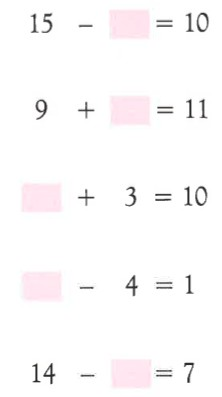 15 − = 10
9 + = 11
+ 3 = 10
− 4 = 1
14 − = 7